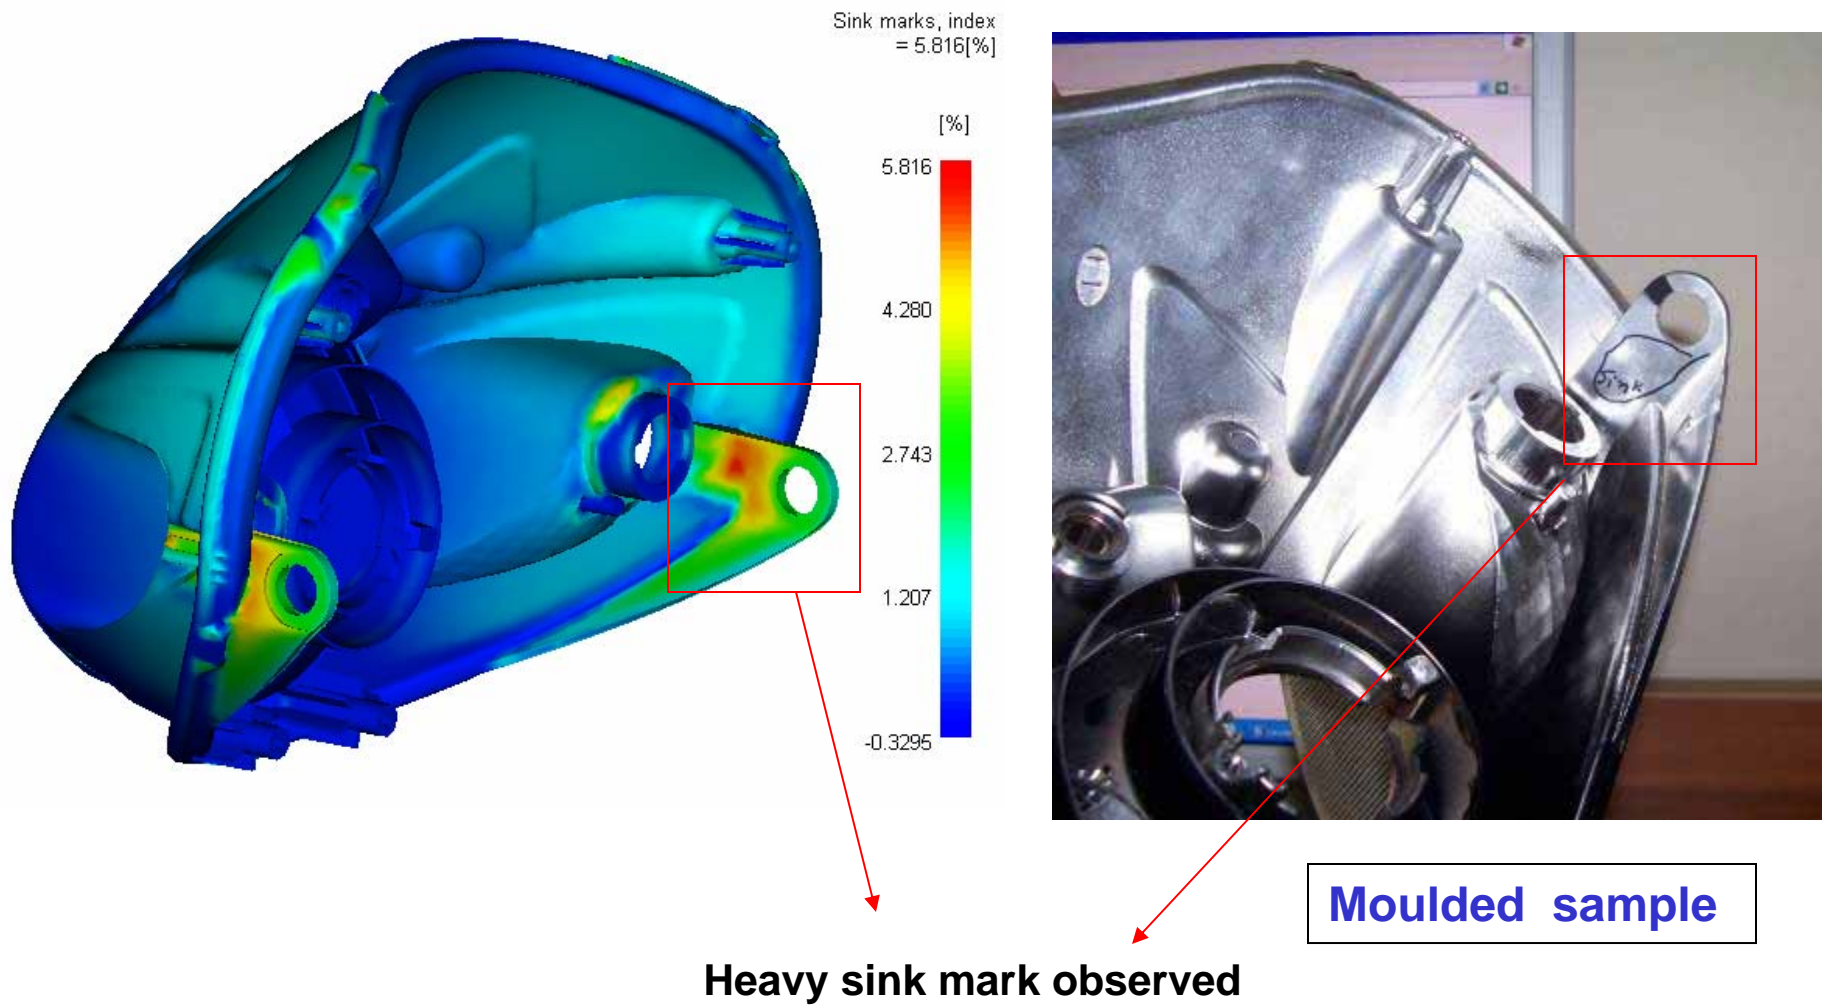 Sink marks, index
= 5.816[%]
[%]
5.816
4.280
2.743
1.207
-0.3295
Sink
Moulded sample
Heavy sink mark observed